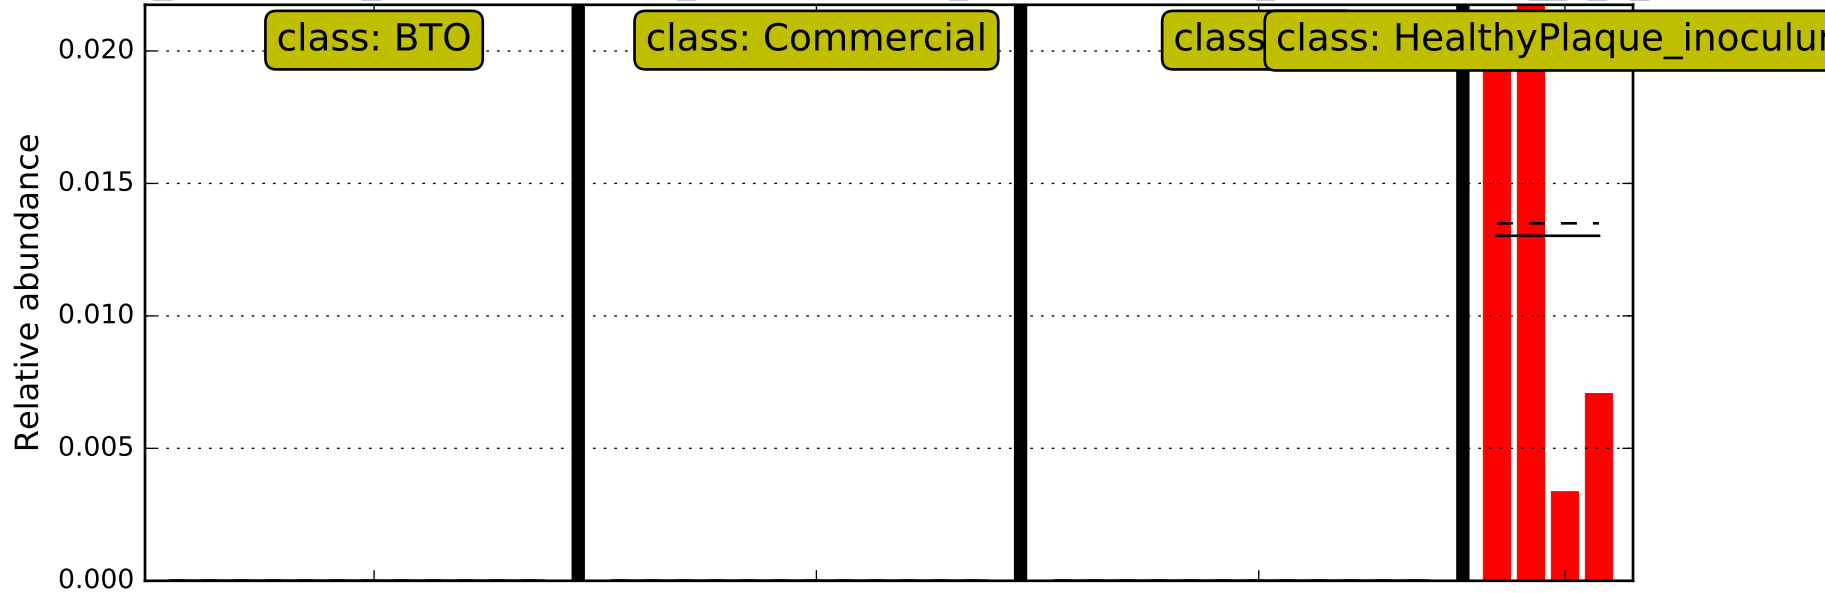 class: BTO
class: Commercial
class
class: HealthyPlaque_inoculu
0.020
0.015
0.010
0.005
0.000
Relative abundance